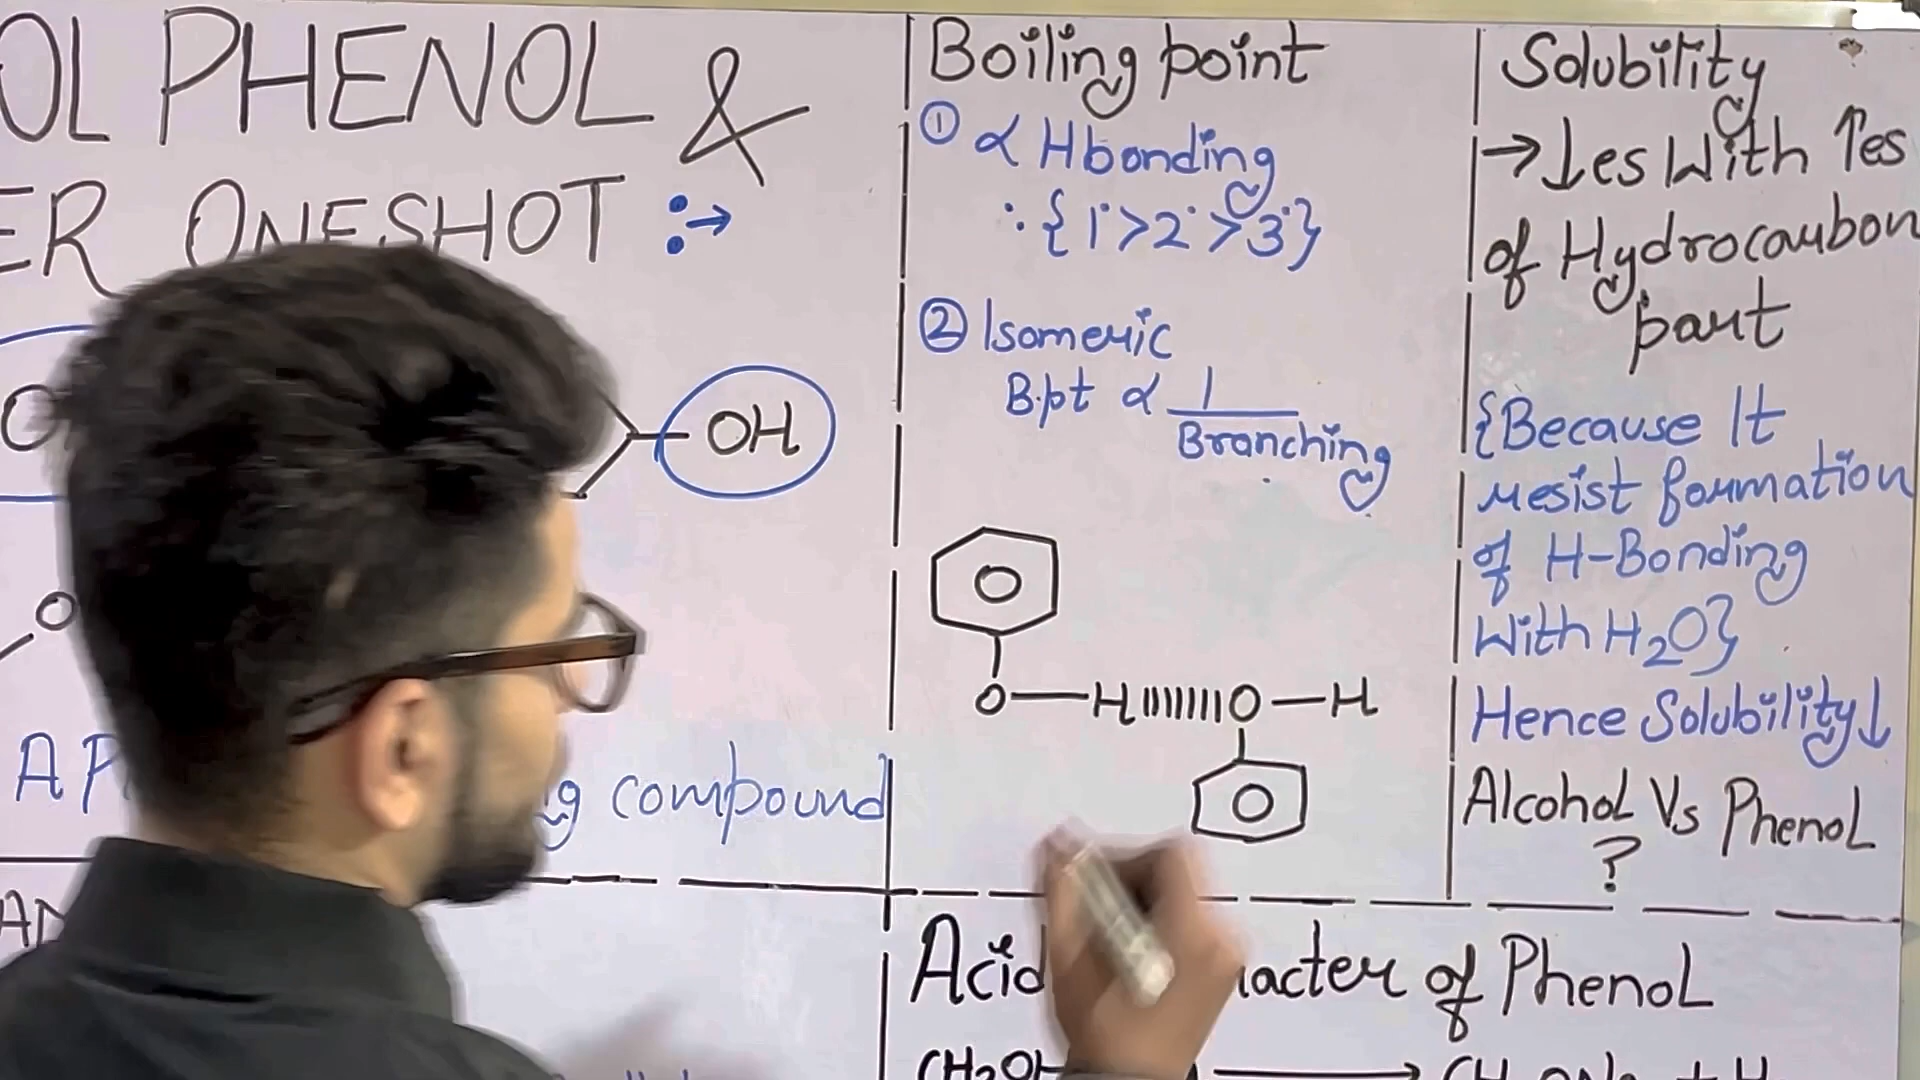 OL PHENOL &
ER ONESHOT :→
OH
O
O
g compound
Boiling point
① ∝ H bonding
∴ {1° > 2° > 3°}
② Isomeric
B.pt ∝ 1
Branching
O — H O — H
Solubility
→ ↓es With ↑es
of Hydrocarbon
part
{Because It
resist formation
of H-Bonding
With H₂O}
Hence Solubility↓
Alcohol Vs Phenol
?
Acid acter of Phenol